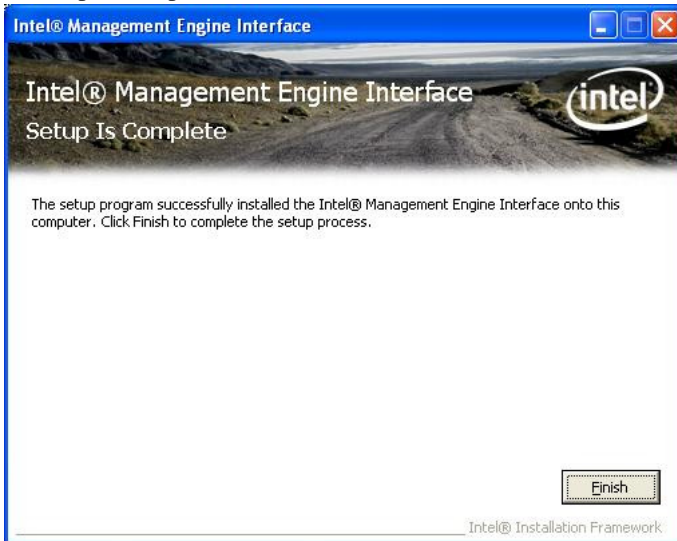 Intel® Management Engine Interface
Intel® Management Engine Interface
Setup Is Complete
intel
The setup program successfully installed the Intel® Management Engine Interface onto this
computer. Click Finish to complete the setup process.
Finish
Intel® Installation Framework